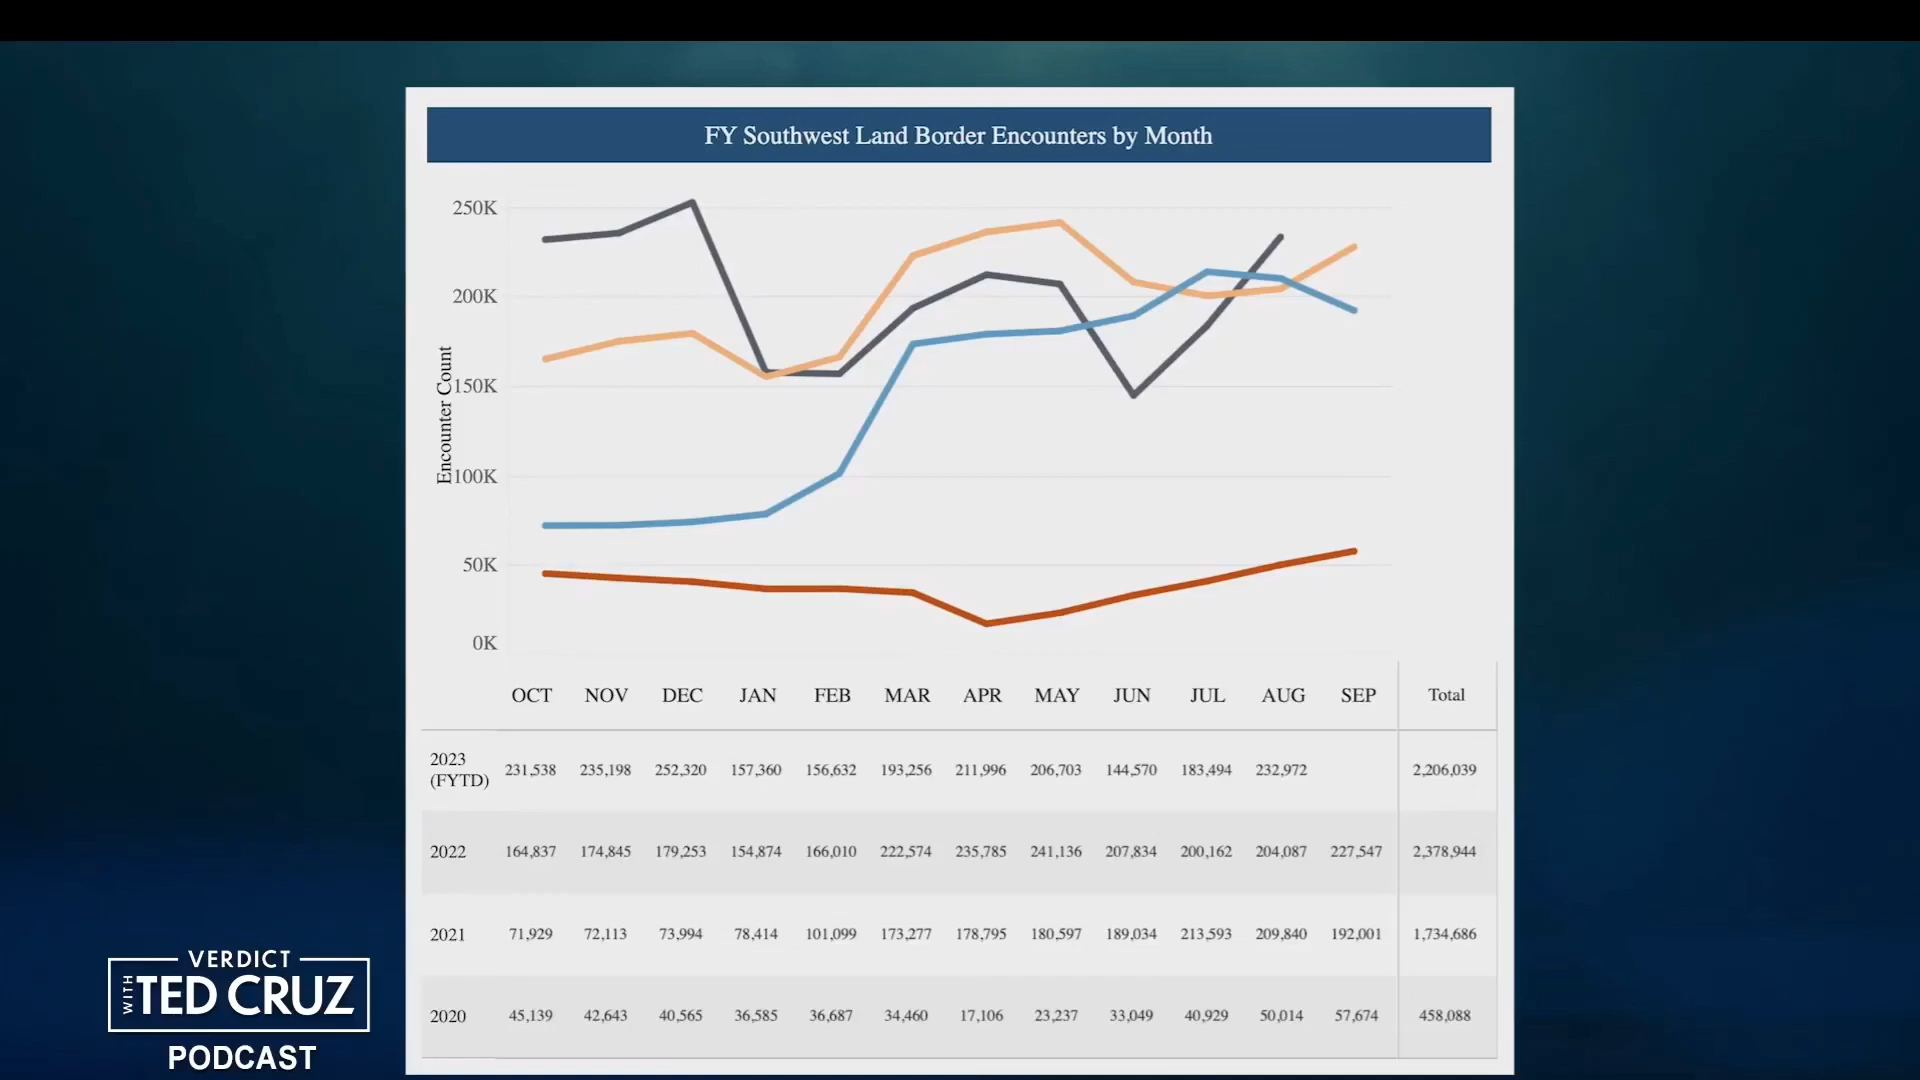 FY Southwest Land Border Encounters by Month
Encounter Count
250K
200K
150K
100K
50K
0K
OCT NOV DEC JAN FEB MAR APR MAY JUN JUL AUG SEP Total
2023
(FYTD) 231,538 235,198 252,320 157,360 156,632 193,256 211,996 206,703 144,570 183,494 232,972 2,206,039
2022 164,837 174,845 179,253 154,874 166,010 222,574 235,785 241,136 207,834 200,162 204,087 227,547 2,378,944
2021 71,929 72,113 73,994 78,414 101,099 173,277 178,795 180,597 189,034 213,593 209,840 192,001 1,734,686
2020 45,139 42,643 40,565 36,585 36,687 34,460 17,106 23,237 33,049 40,929 50,014 57,674 458,088
VERDICT
WITH TED CRUZ
PODCAST